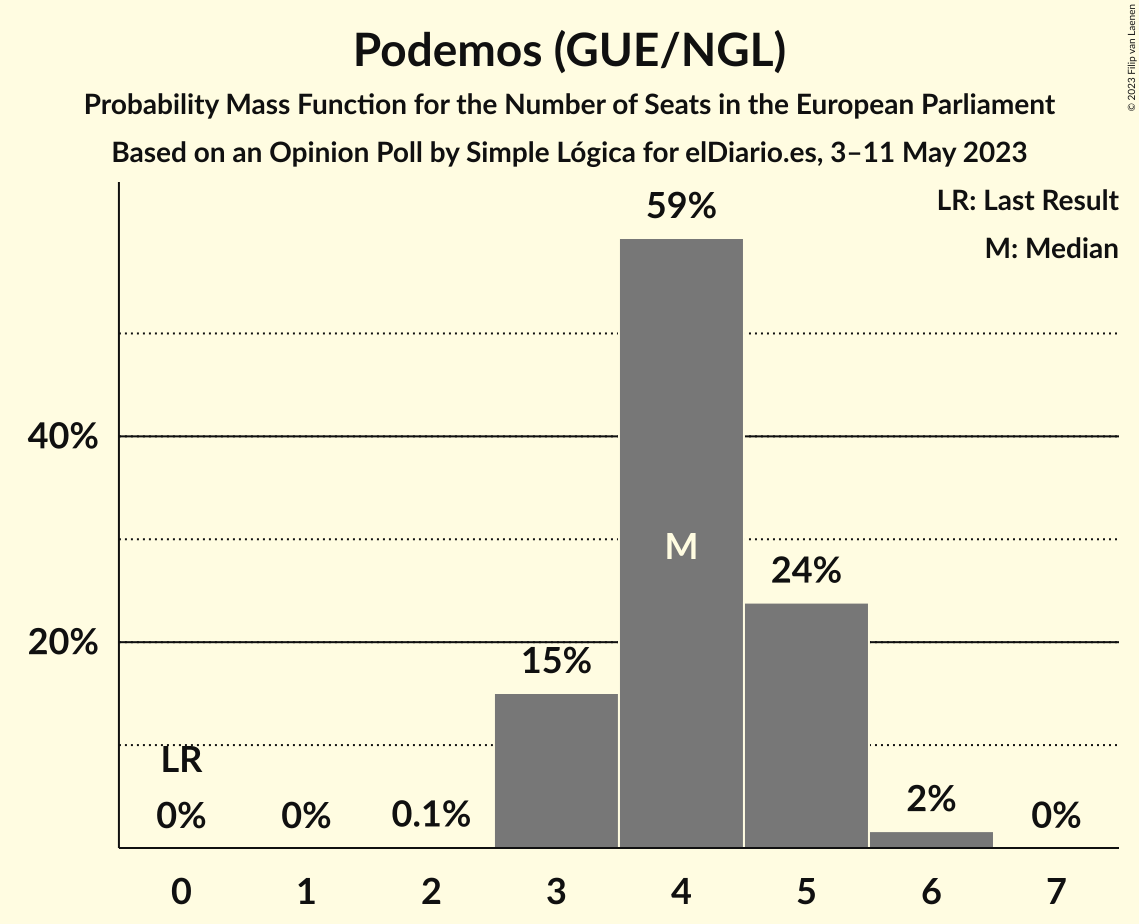 Podemos (GUE/NGL)
Probability Mass Function for the Number of Seats in the European Parliament
Based on an Opinion Poll by Simple Lógica for elDiario.es, 3–11 May 2023
© 2023 Filip van Laenen
LR: Last Result
M: Median
59%
40%
M
24%
20%
15%
LR
2%
0% 0% 0.1% 0%
0 1 2 3 4 5 6 7